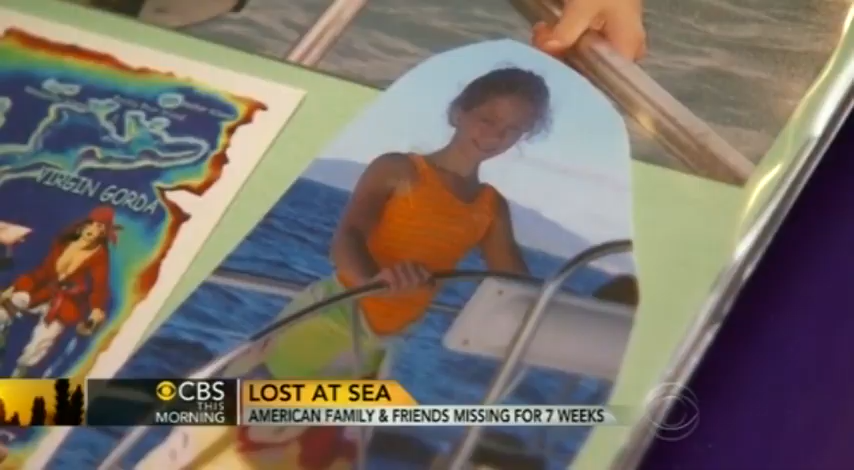 VIRGIN GORDA
CBS
THIS
MORNING
LOST AT SEA
AMERICAN FAMILY & FRIENDS MISSING FOR 7 WEEKS